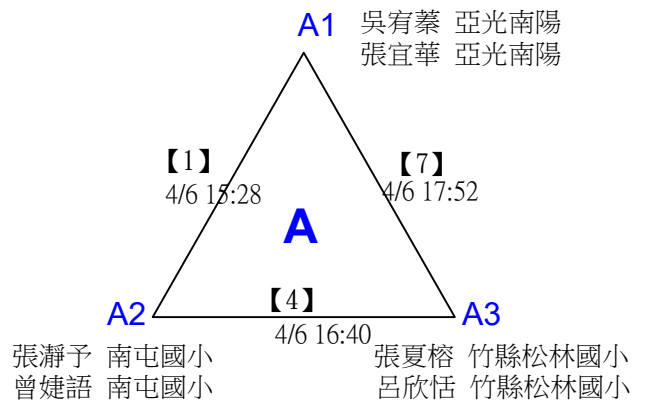 A1 吳宥蓁 亞光南陽
張宜華 亞光南陽
【1】
4/6 15:28
【7】
4/6 17:52
A
【4】
4/6 16:40
A2
A3
張瀞予 南屯國小
曾婕語 南屯國小
張夏榕 竹縣松林國小
呂欣恬 竹縣松林國小